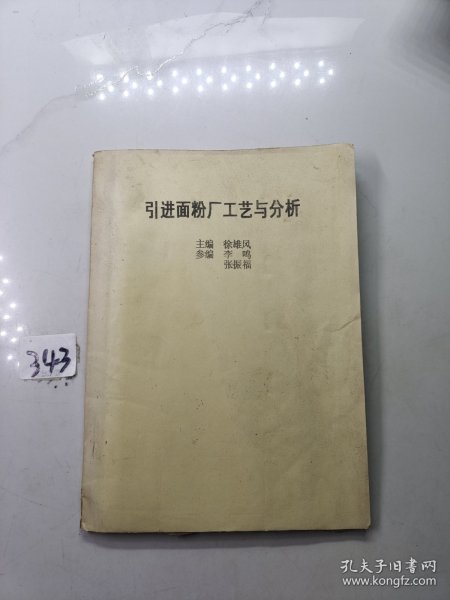 引进面粉厂工艺与分析
主编 徐雄风
参编 李鸣
张振福
343
孔夫子旧书网
www.kongfz.com